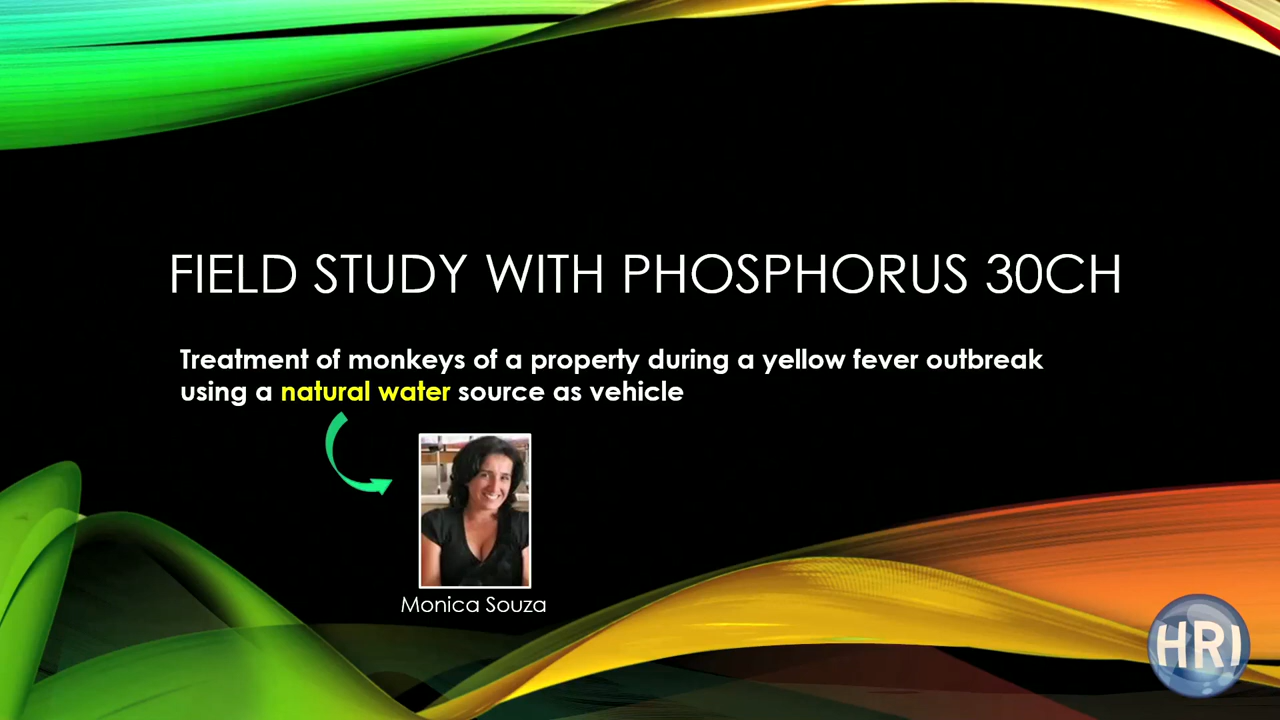 FIELD STUDY WITH PHOSPHORUS 30CH
Treatment of monkeys of a property during a yellow fever outbreak
using a natural water source as vehicle
Monica Souza
HRI